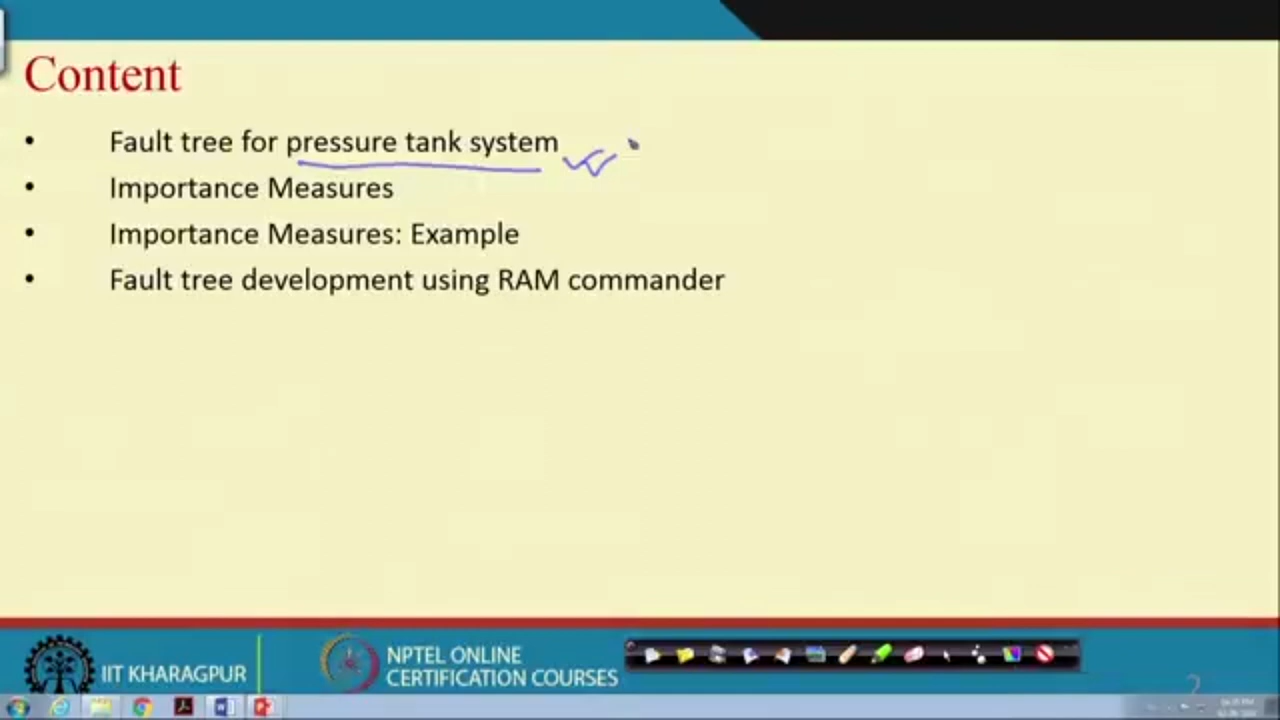 Content
• Fault tree for pressure tank system
• Importance Measures
• Importance Measures: Example
• Fault tree development using RAM commander
IIT KHARAGPUR
NPTEL ONLINE
CERTIFICATION COURSES
2